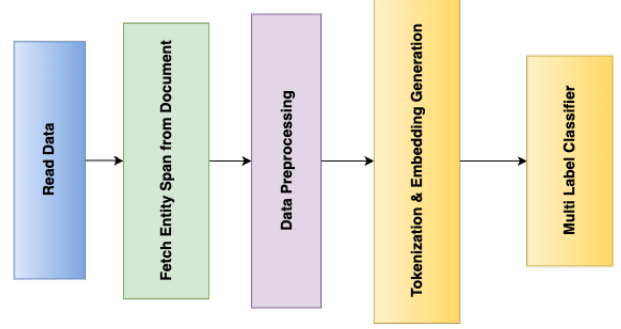 Read Data
Fetch Entity Span from Document
Data Preprocessing
Tokenization & Embedding Generation
Multi Label Classifier